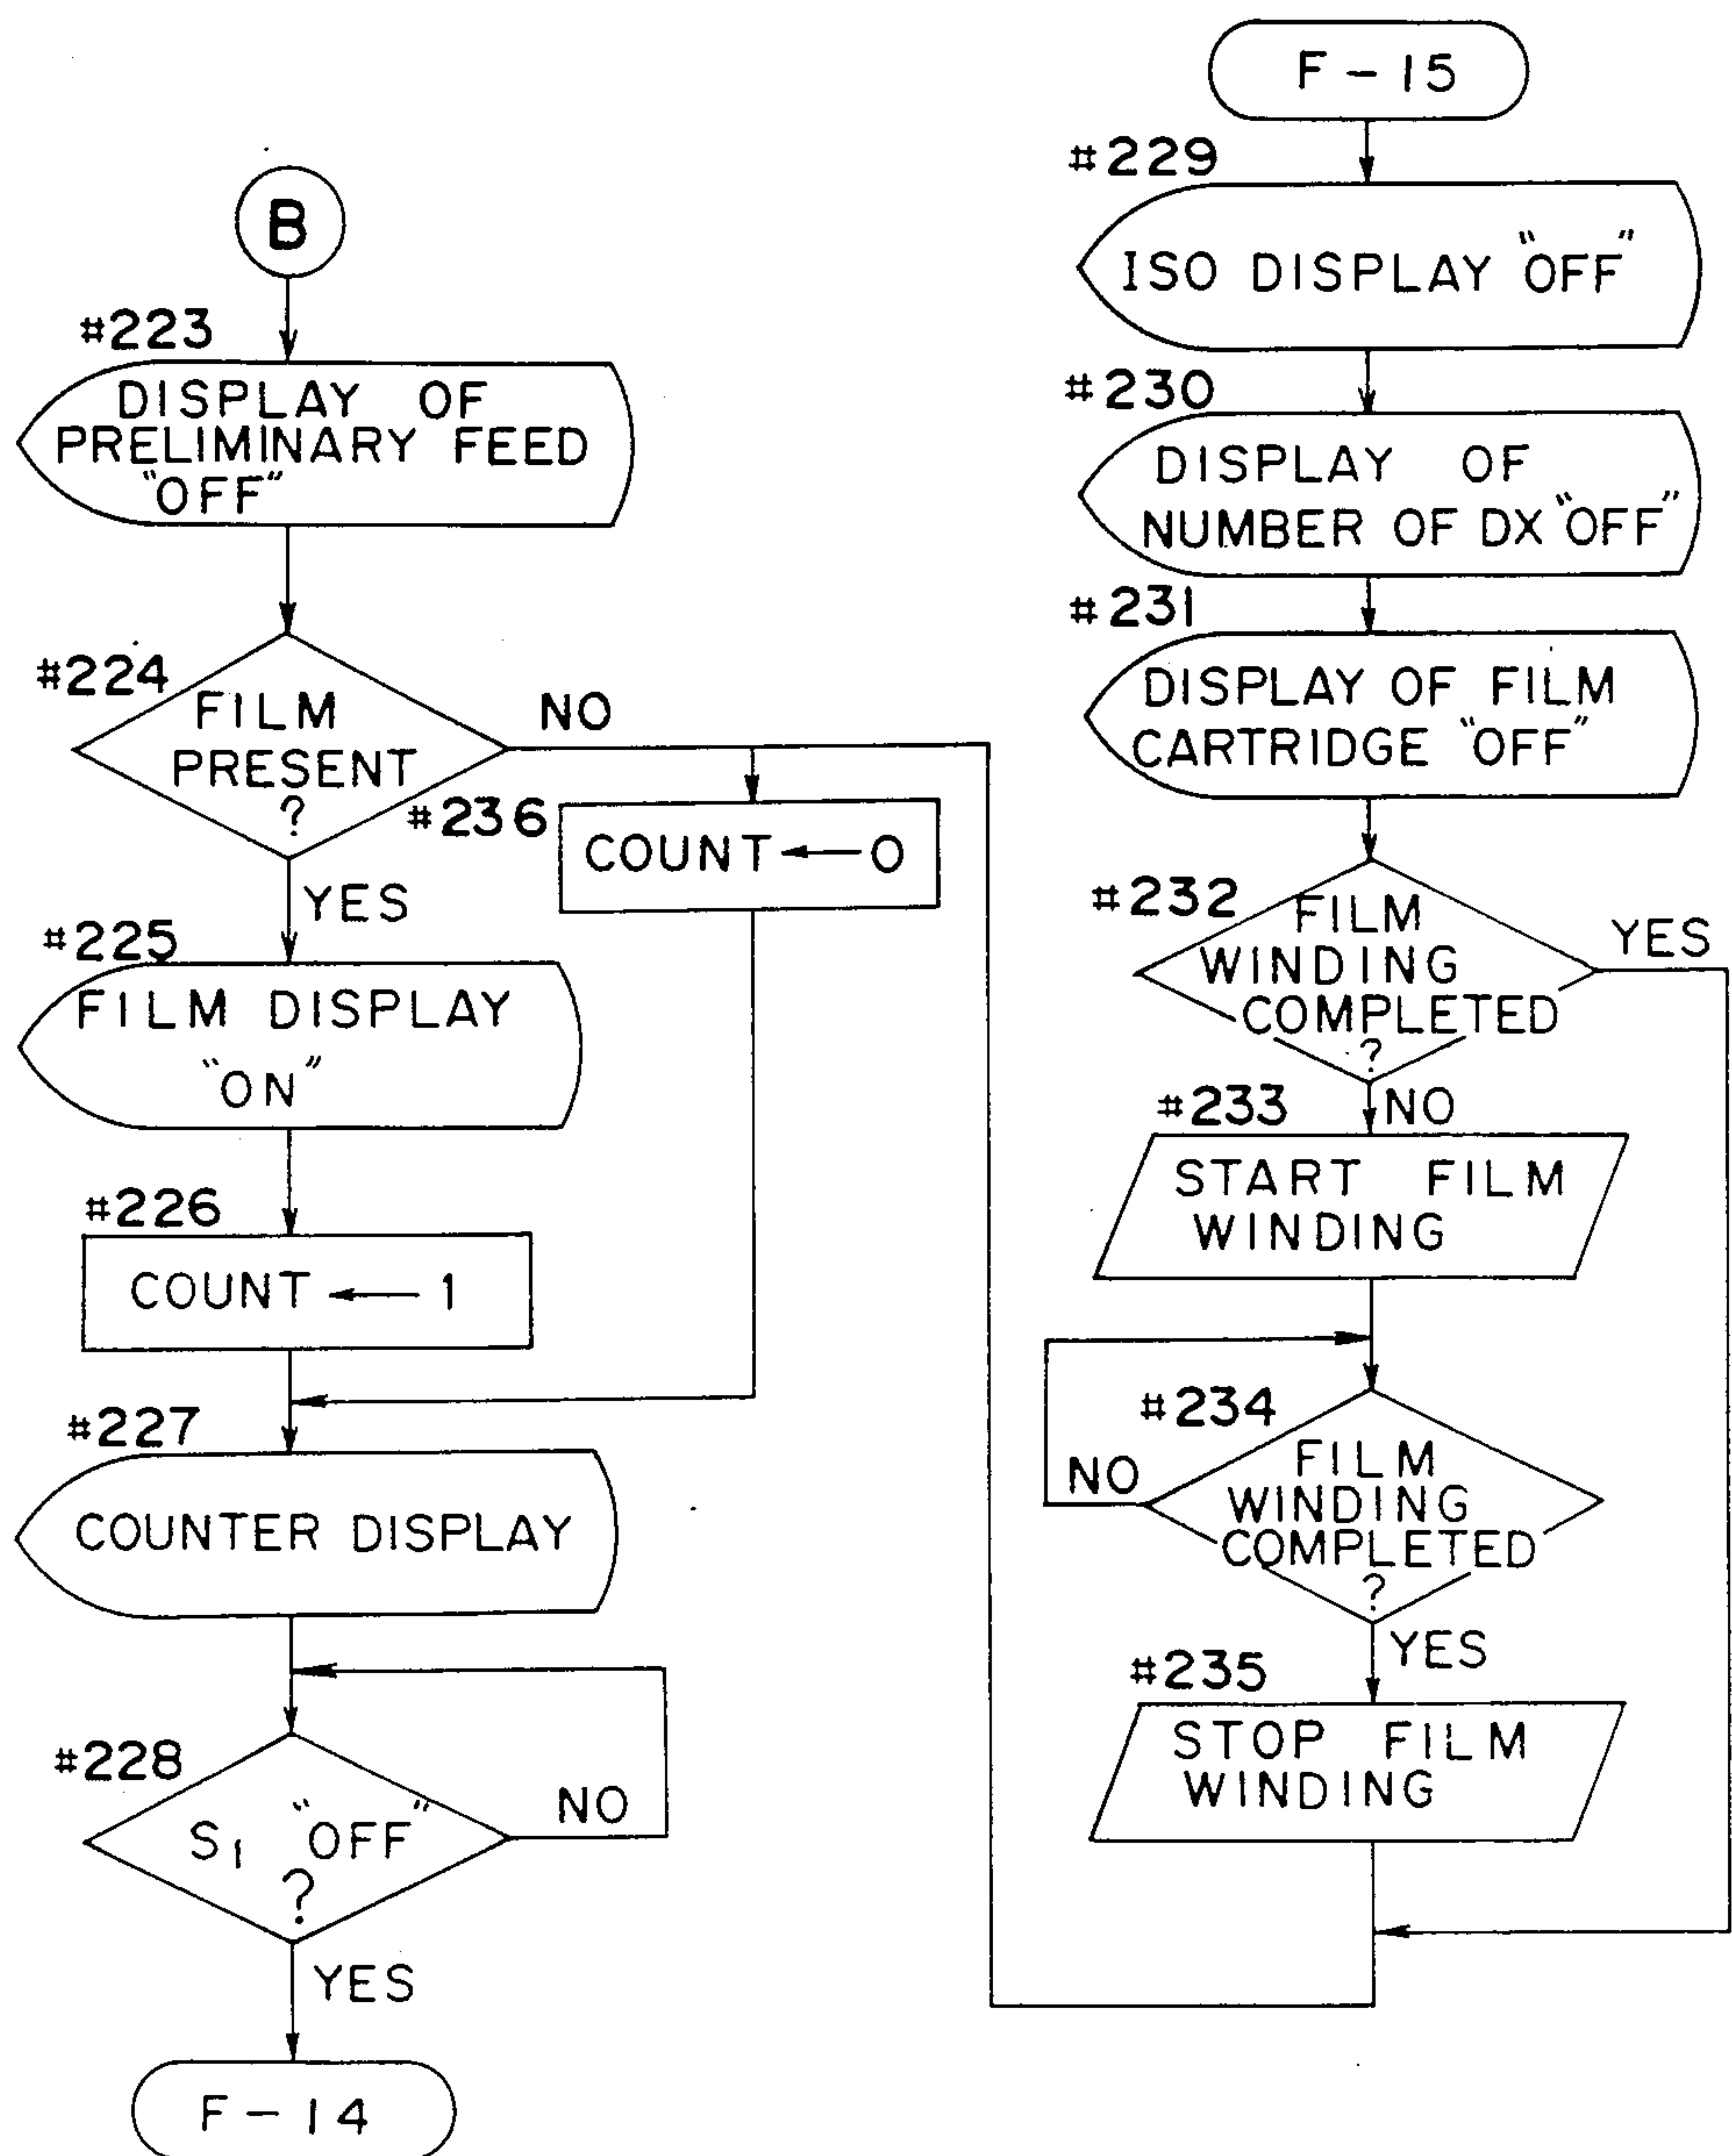 B
#223
DISPLAY OF
PRELIMINARY FEED
"OFF"
#224
FILM
PRESENT
?
NO
YES
#236
COUNT ← 0
#225
FILM DISPLAY
"ON"
#226
COUNT ← 1
#227
COUNTER DISPLAY
#228
S1 "OFF"
?
NO
YES
F-14
F-15
#229
ISO DISPLAY "OFF"
#230
DISPLAY OF
NUMBER OF DX "OFF"
#231
DISPLAY OF FILM
CARTRIDGE "OFF"
#232
FILM
WINDING
COMPLETED
?
YES
NO
#233
START FILM
WINDING
#234
FILM
WINDING
COMPLETED
?
NO
YES
#235
STOP FILM
WINDING